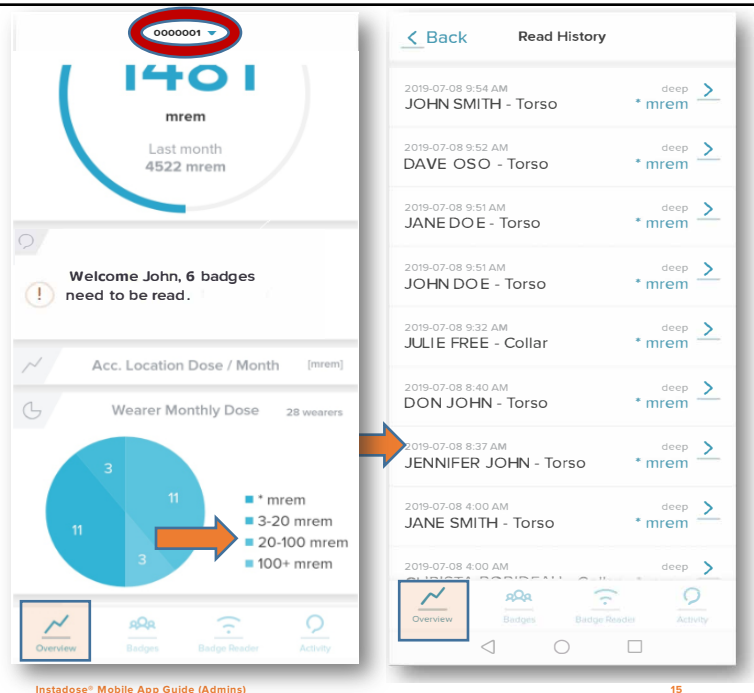 0000001
1481
mrem
Last month
4522 mrem
Welcome John, 6 badges
need to be read.
Acc. Location Dose / Month [mrem]
Wearer Monthly Dose 28 wearers
3
11
11
3
* mrem
3-20 mrem
20-100 mrem
100+ mrem
Overview Badges Badge Reader Activity
Back Read History
2019-07-08 9:54 AM deep
JOHN SMITH - Torso * mrem
2019-07-08 9:52 AM deep
DAVE OSO - Torso * mrem
2019-07-08 9:51 AM deep
JANE DOE - Torso * mrem
2019-07-08 9:51 AM deep
JOHN DOE - Torso * mrem
2019-07-08 9:32 AM deep
JULIE FREE - Collar * mrem
2019-07-08 8:40 AM deep
DON JOHN - Torso * mrem
2019-07-08 8:37 AM deep
JENNIFER JOHN - Torso * mrem
2019-07-08 4:00 AM deep
JANE SMITH - Torso * mrem
2019-07-08 4:00 AM deep
Overview Badges Badge Reader Activity
Instadose® Mobile App Guide (Admins) 15